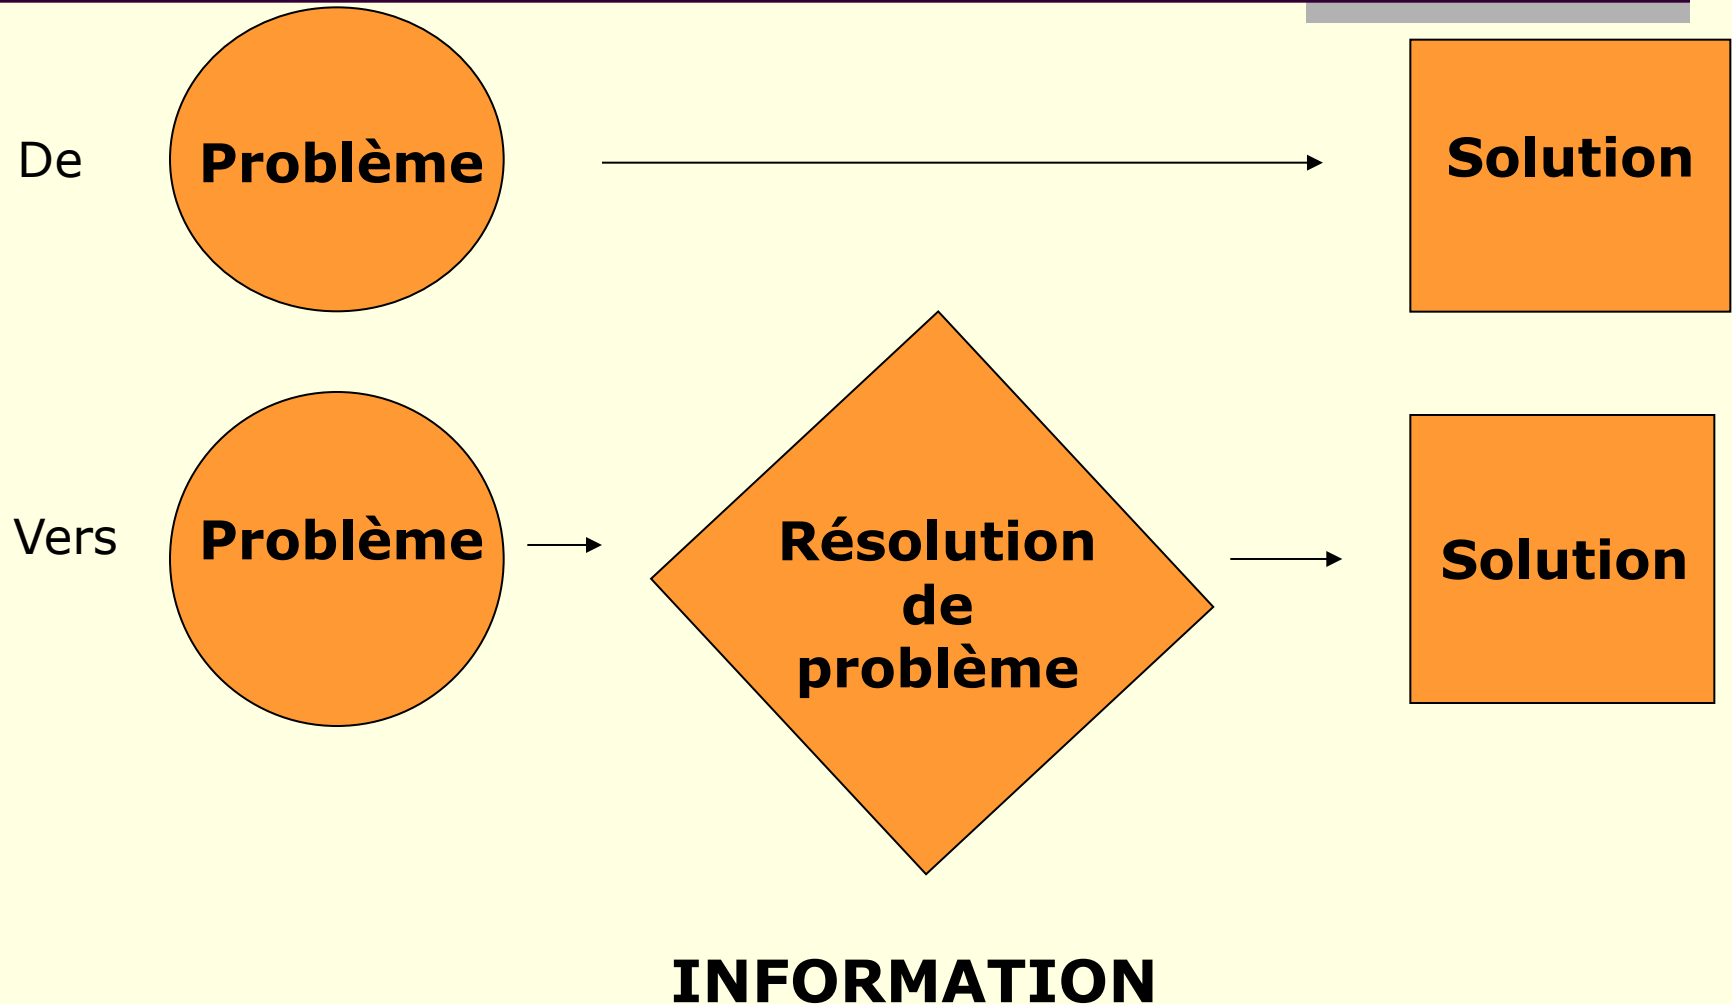 De
Problème
Solution
Vers
Problème
Résolution
de
problème
Solution
INFORMATION